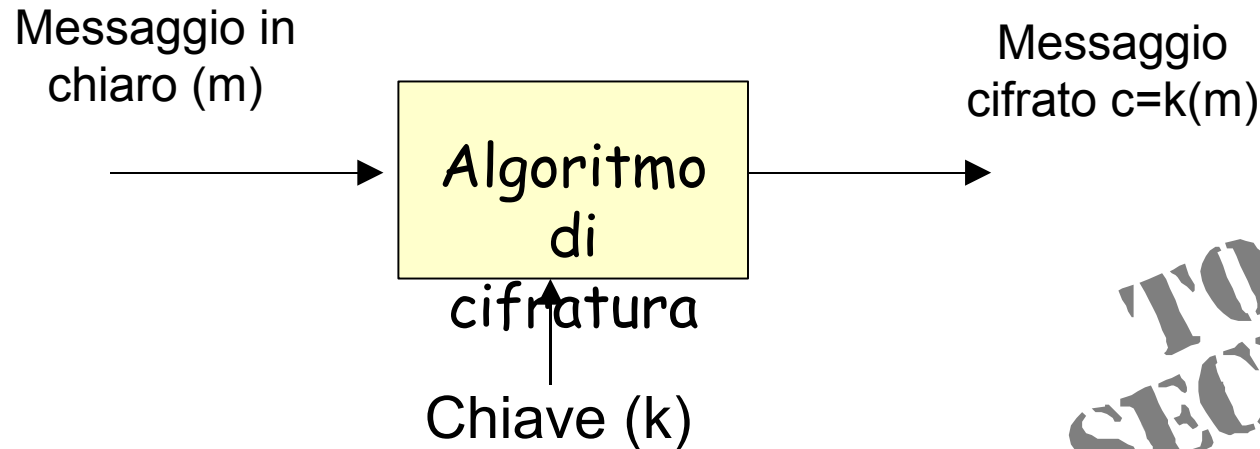 Messaggio in
chiaro (m)
Algoritmo
di
cifratura
Chiave (k)
Messaggio
cifrato c=k(m)